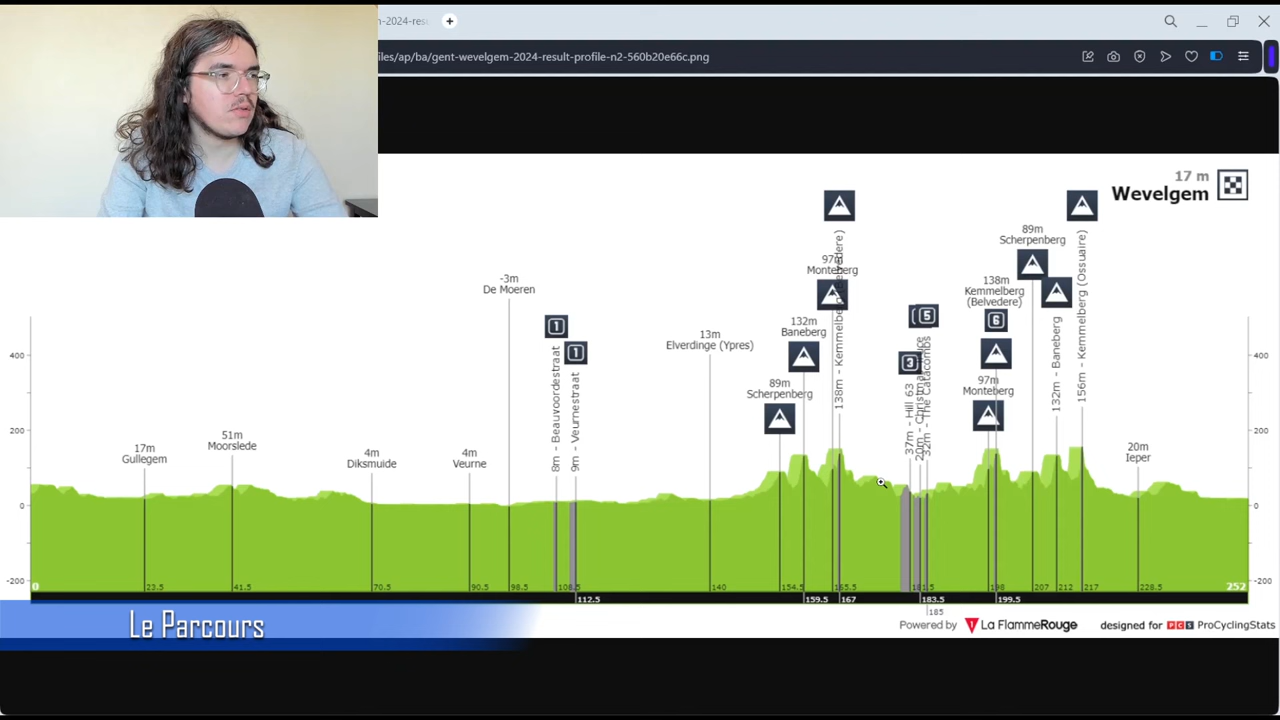 n-2024-res
iles/ap/ba/gent-wevelgem-2024-result-profile-n2-560b20e66c.png
17 m
Wevelgem
89m
Scherpenberg
97m
Monteberg
138m - Kemmelberg (Belvedere)
-3m
De Moeren
1
1
5
3
138m
Kemmelberg
(Belvedere)
6
132m
Baneberg
13m
Elverdinge (Ypres)
89m
Scherpenberg
97m
Monteberg
400
400
8m - Beauvoordestraat
9m - Veurnestraat
37m - Hill 63
32m - The Catacombs
132m - Baneberg
156m - Kemmelberg (Ossuaire)
200
200
17m
Gullegem
51m
Moorslede
4m
Diksmuide
4m
Veurne
20m
Ieper
0
0
-200
-200
0
23.5
41.5
70.5
90.5
98.5
140
154.5
165.5
198
207
212
217
228.5
252
112.5
159.5
167
183.5
199.5
185
Le Parcours
Powered by
1
La FlammeRouge
designed for
PCS
ProCyclingStats